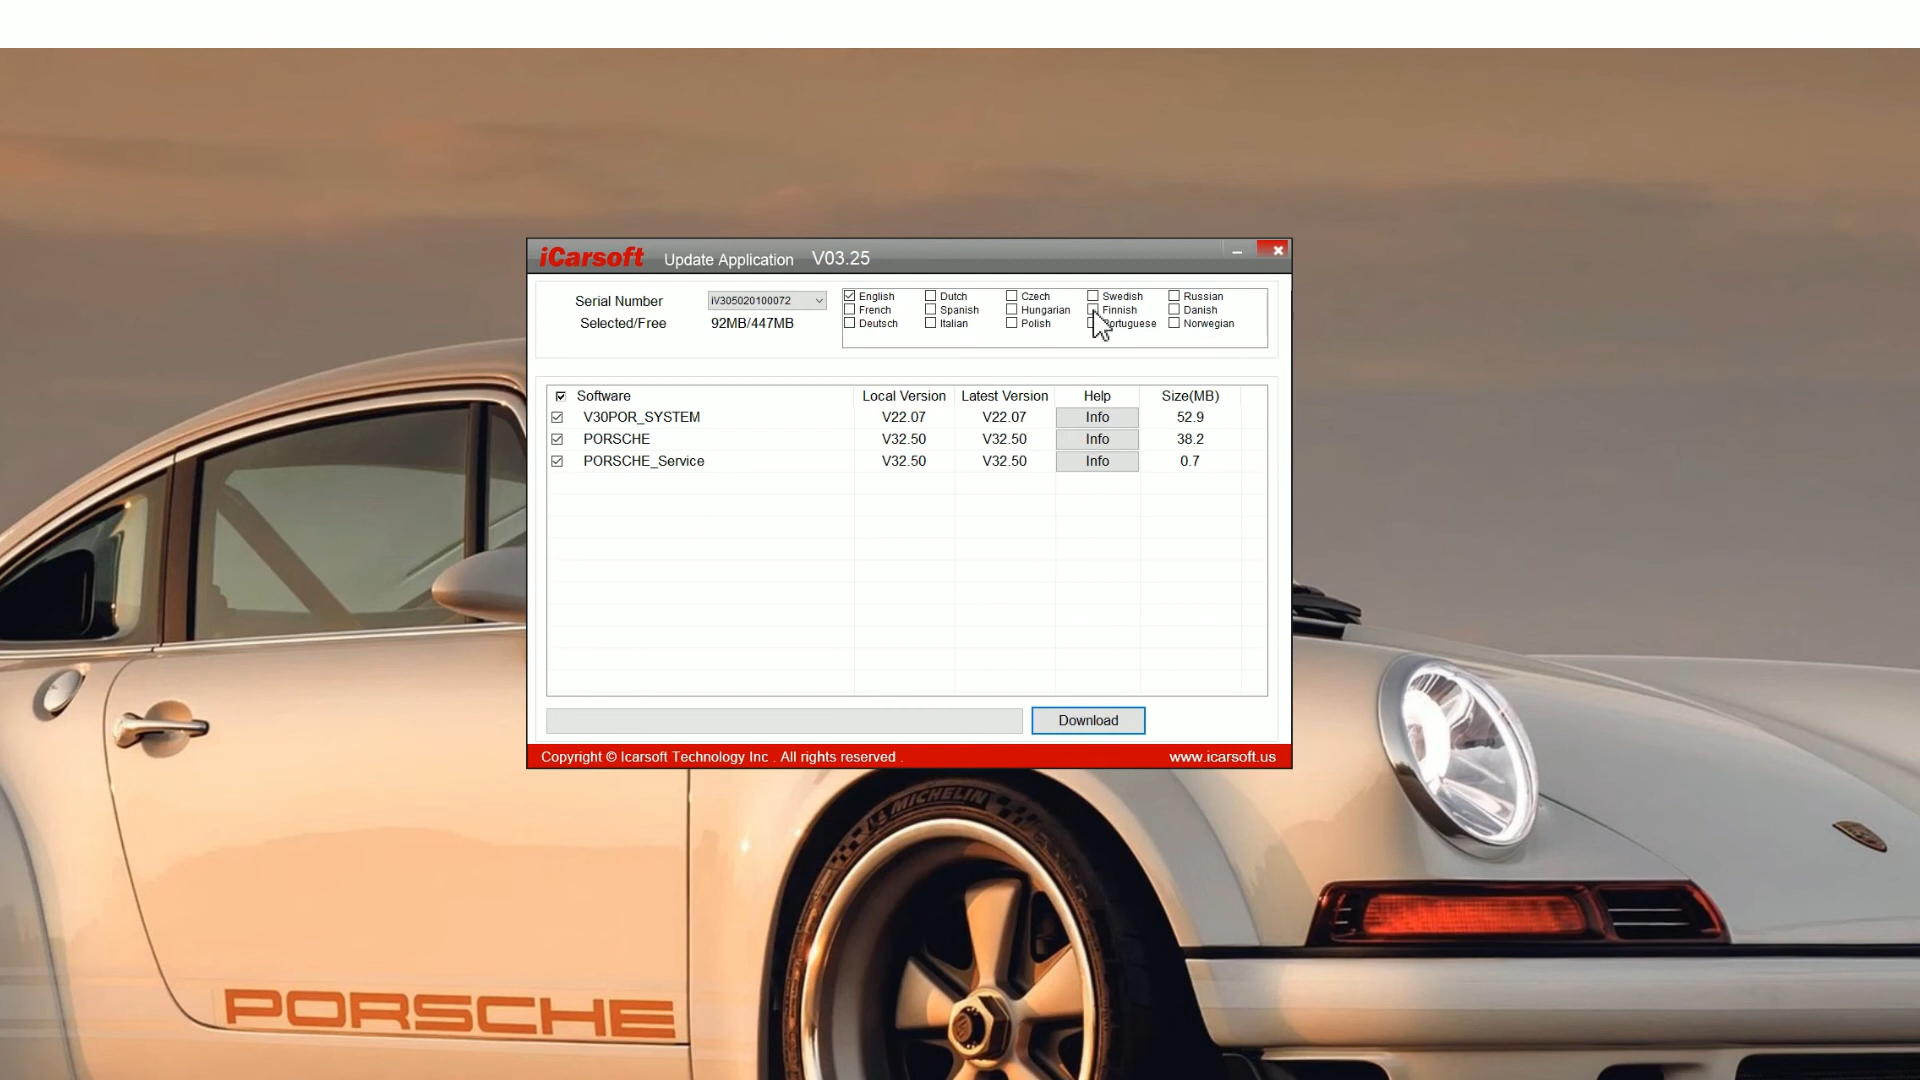 iCarsoft Update Application V03.25
Serial Number iV305020100072
Selected/Free 92MB/447MB
English Dutch Czech Swedish Russian
French Spanish Hungarian Finnish Danish
Deutsch Italian Polish Norwegian
Software Local Version Latest Version Help Size(MB)
V30POR_SYSTEM V22.07 V22.07 Info 52.9
PORSCHE V32.50 V32.50 Info 38.2
PORSCHE_Service V32.50 V32.50 Info 0.7
Download
Copyright © Icarsoft Technology Inc . All rights reserved . www.icarsoft.us
MICHELIN
PORSCHE